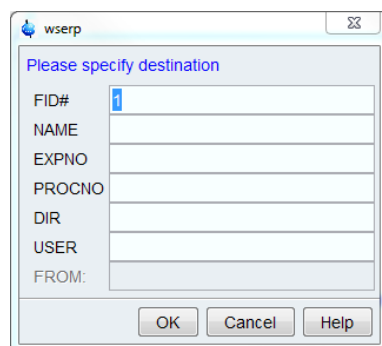 wserp
Please specify destination
FID# 1
NAME
EXPNO
PROCNO
DIR
USER
FROM:
OK Cancel Help